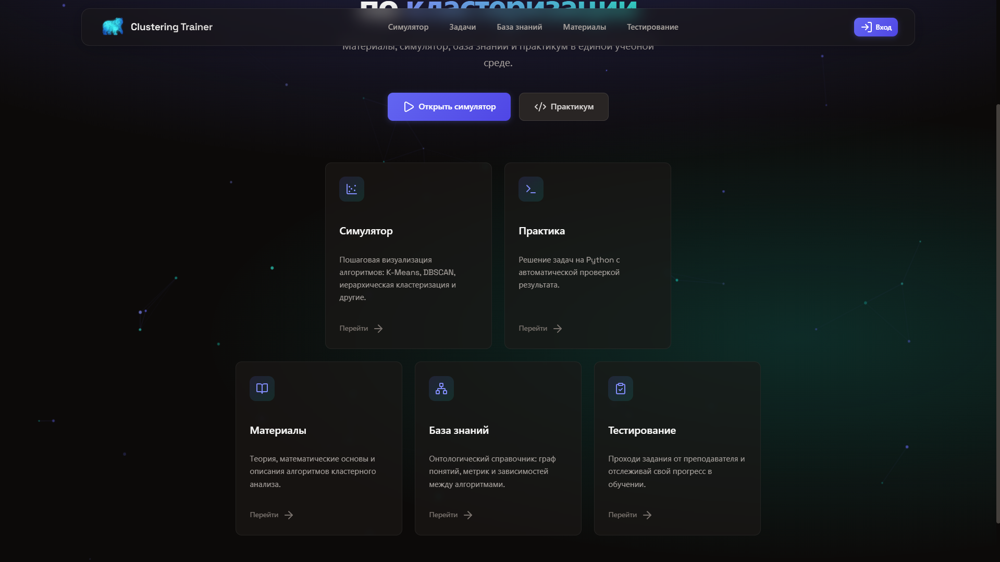 по кластеризации
Clustering Trainer
Симулятор
Задачи
База знаний
Материалы
Тестирование
Вход
Материалы, симулятор, база знаний и практикум в единой учебной
среде.
Открыть симулятор
Практикум
Симулятор
Пошаговая визуализация
алгоритмов: K-Means, DBSCAN,
иерархическая кластеризация и
другие.
Перейти
Практика
Решение задач на Python с
автоматической проверкой
результата.
Перейти
Материалы
Теория, математические основы и
описания алгоритмов кластерного
анализа.
Перейти
База знаний
Онтологический справочник: граф
понятий, метрик и зависимостей
между алгоритмами.
Перейти
Тестирование
Проходи задания от преподавателя и
отслеживай свой прогресс в
обучении.
Перейти